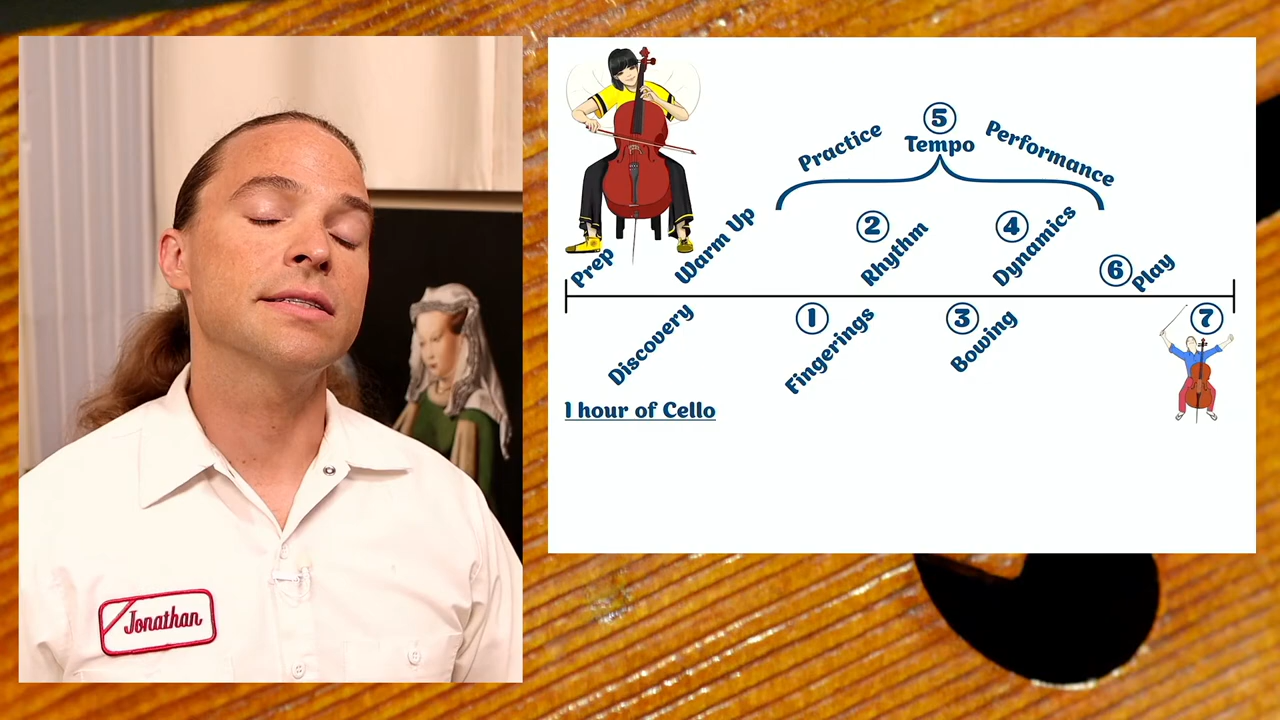 Jonathan
⑤
Practice Tempo Performance
② ④
Prep Warm Up Rhythm Dynamics ⑥ Play
① ③ ⑦
Discovery Fingerings Bowing
1 hour of Cello